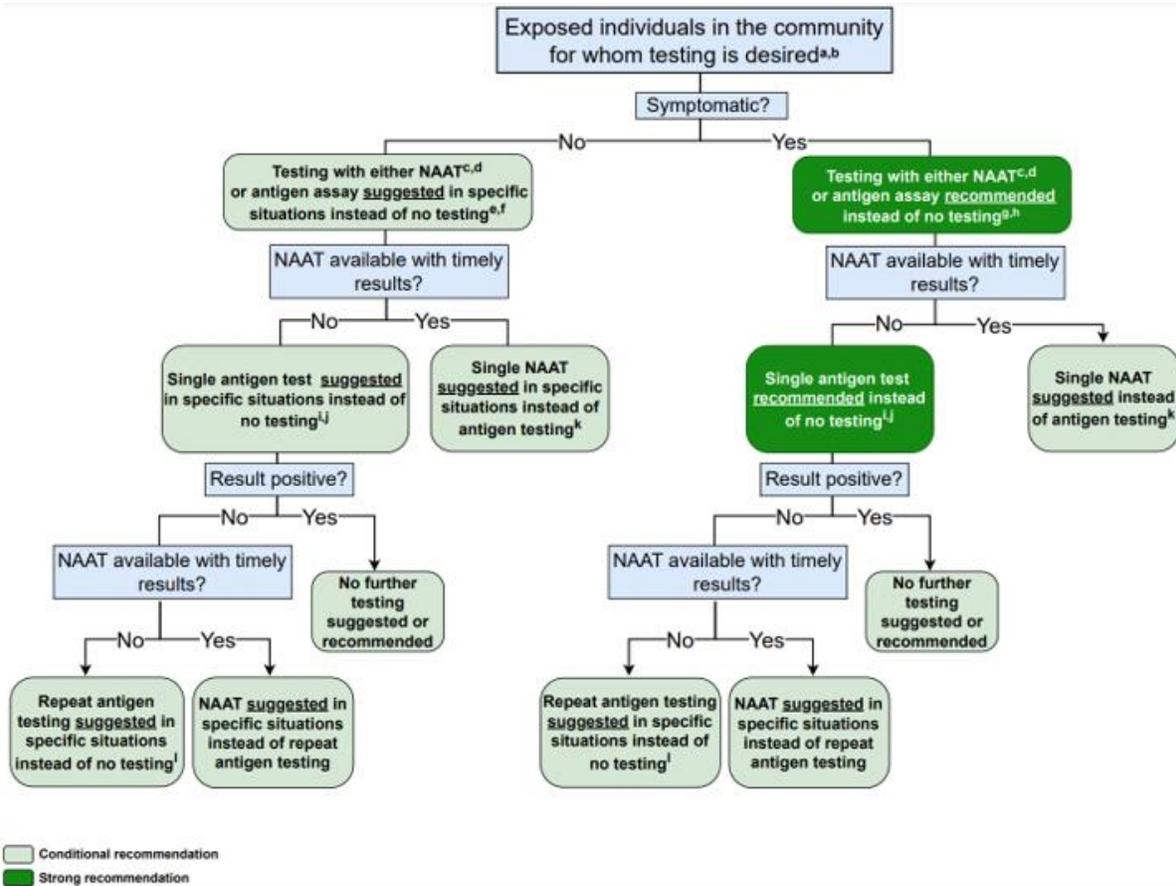 Exposed individuals in the community
for whom testing is desiredᵃ,ᵇ
Symptomatic?
No
Yes
Testing with either NAATᶜ,ᵈ
or antigen assay suggested in specific
situations instead of no testingᵉ,ᶠ
Testing with either NAATᶜ,ᵈ
or antigen assay recommended
instead of no testingᵍ,ʰ
NAAT available with timely
results?
NAAT available with timely
results?
No
Yes
No
Yes
Single antigen test suggested
in specific situations instead of
no testingⁱ,ʲ
Single NAAT
suggested in specific
situations instead of
antigen testingᵏ
Single antigen test
recommended instead
of no testingⁱ,ʲ
Single NAAT
suggested instead
of antigen testingᵏ
Result positive?
Result positive?
No
Yes
No
Yes
NAAT available with timely
results?
No further
testing
suggested or
recommended
NAAT available with timely
results?
No further
testing
suggested or
recommended
No
Yes
No
Yes
Repeat antigen
testing suggested in
specific situations
instead of no testingˡ
NAAT suggested in
specific situations
instead of repeat
antigen testing
Repeat antigen testing
suggested in specific
situations instead of
no testingˡ
NAAT suggested in
specific situations
instead of repeat
antigen testing
Conditional recommendation
Strong recommendation